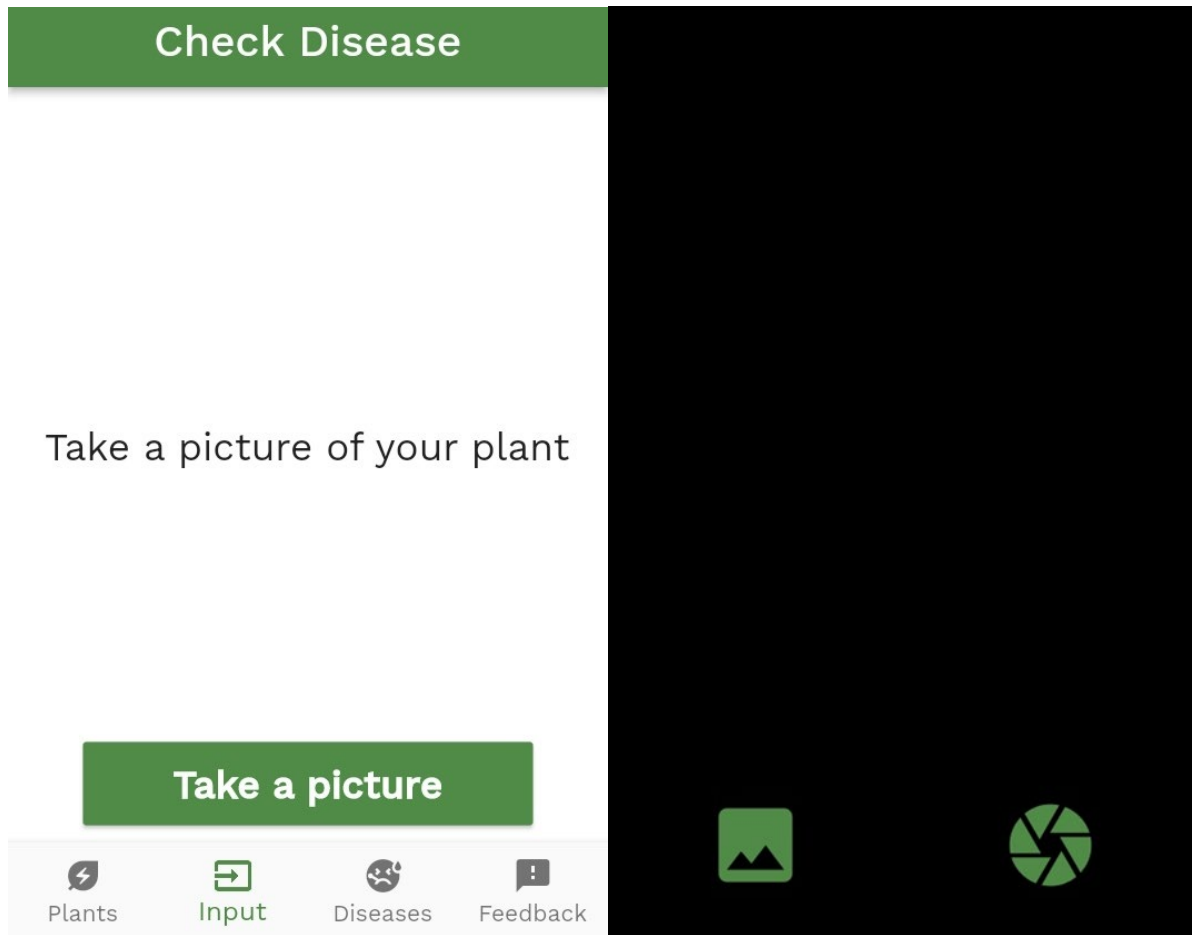 Check Disease
Take a picture of your plant
Take a picture
Plants Input Diseases Feedback